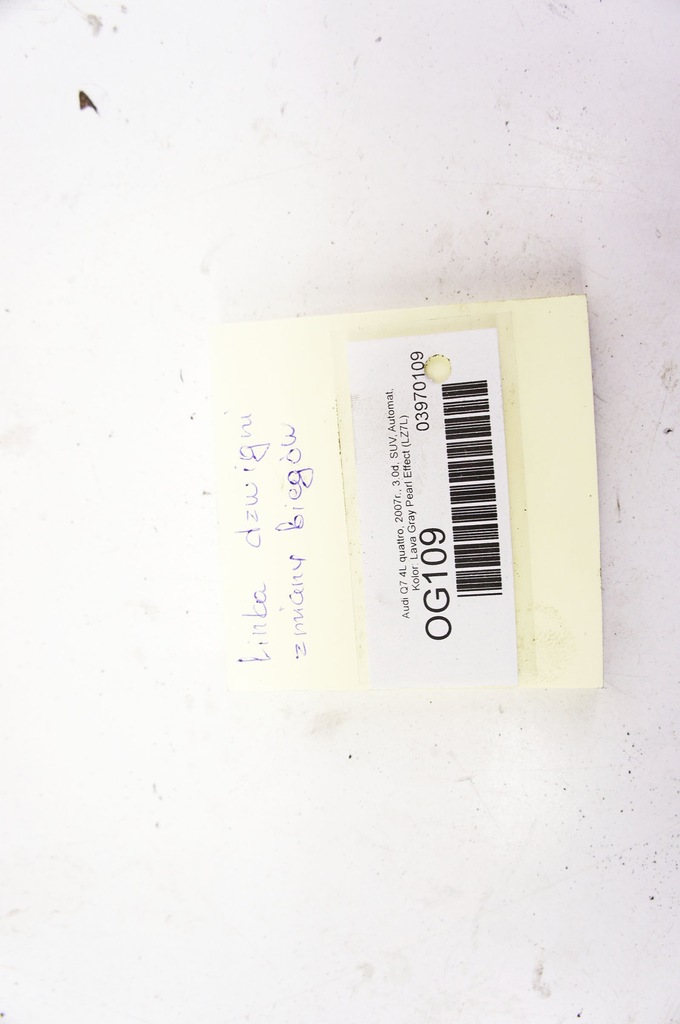 Linka dzwigni
zmiany biegów
Audi Q7 4L quattro, 2007r., 3.0d, SUV, Automat,
Kolor: Lava Gray Pearl Effect (LZ7L)
OG109 03970109